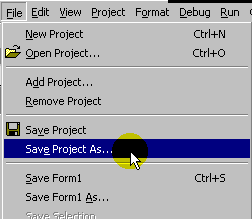 File Edit View Project Format Debug Run
New Project Ctrl+N
Open Project... Ctrl+O
Add Project...
Remove Project
Save Project
Save Project As...
Save Form1 Ctrl+S
Save Form1 As...
Save Selection